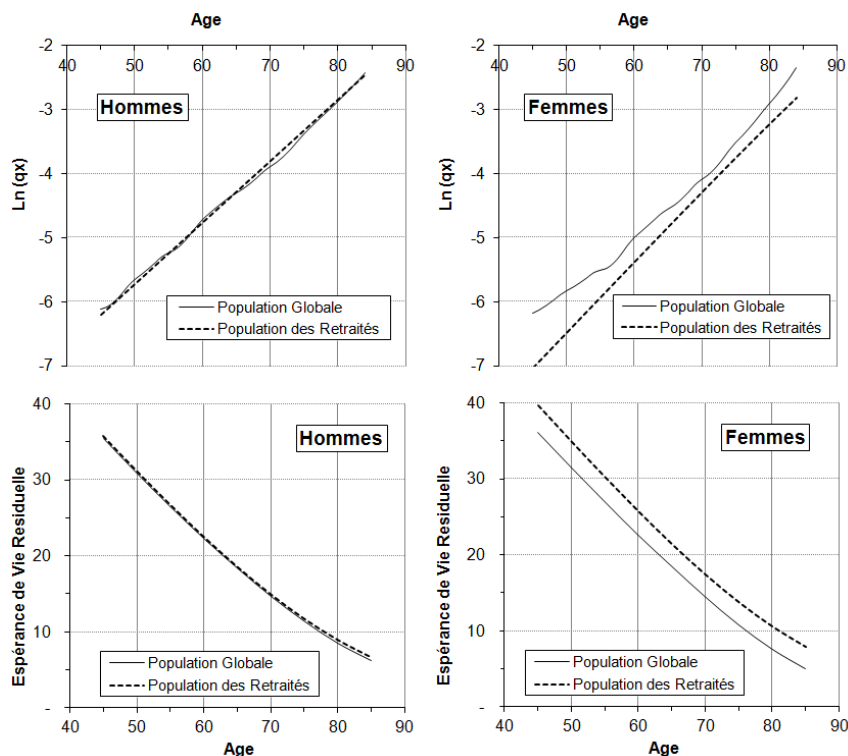 Age
-2
40 50 60 70 80 90
Hommes
-3
-4
Ln (qx)
-5
-6
Population Globale
Population des Retraités
-7
Age
-2
40 50 60 70 80 90
Femmes
-3
-4
Ln (qx)
-5
-6
Population Globale
Population des Retraités
-7
40
Hommes
30
Espérance de Vie Residuelle
20
10
Population Globale
Population des Retraités
-
40 50 60 70 80 90
Age
40
Femmes
30
Espérance de Vie Residuelle
20
10
Population Globale
Population des Retraités
-
40 50 60 70 80 90
Age